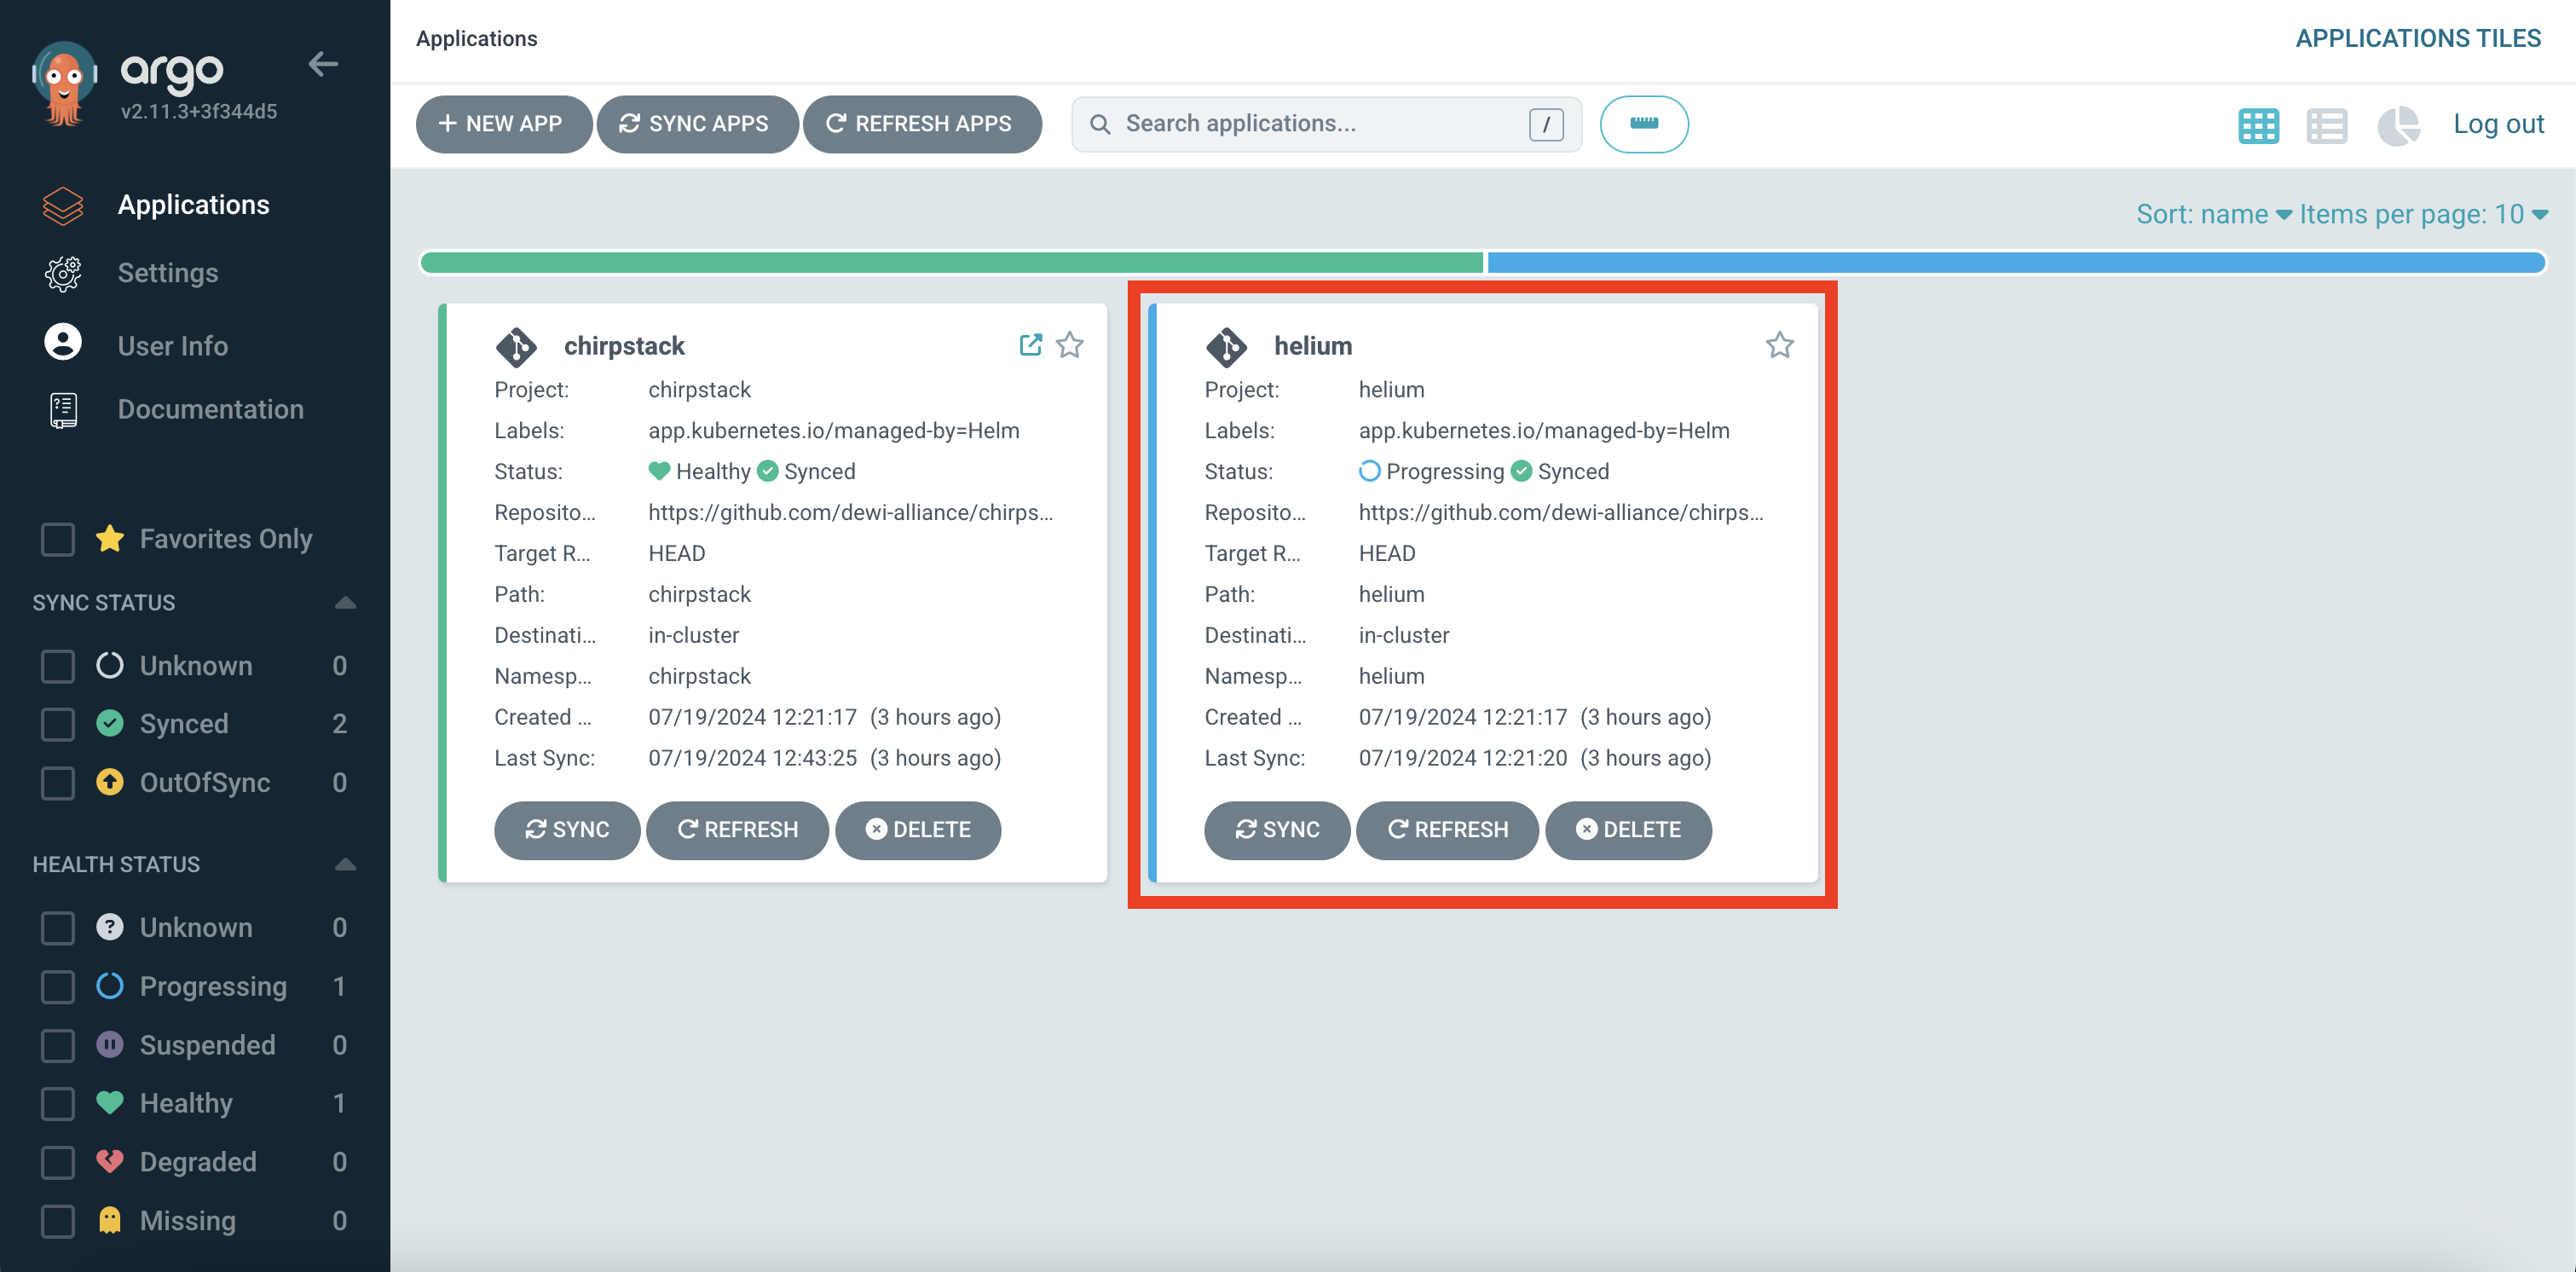 argo
v2.11.3+3f344d5
Applications
Settings
User Info
Documentation
Favorites Only
SYNC STATUS
Unknown 0
Synced 2
OutOfSync 0
HEALTH STATUS
? Unknown 0
Progressing 1
Suspended 0
Healthy 1
Degraded 0
Missing 0
Applications
APPLICATIONS TILES
+ NEW APP SYNC APPS REFRESH APPS Search applications... / Log out
Sort: name Items per page: 10
chirpstack
Project: chirpstack
Labels: app.kubernetes.io/managed-by=Helm
Status: Healthy Synced
Reposito... https://github.com/dewi-alliance/chirps...
Target R... HEAD
Path: chirpstack
Destinati... in-cluster
Namesp... chirpstack
Created ... 07/19/2024 12:21:17 (3 hours ago)
Last Sync: 07/19/2024 12:43:25 (3 hours ago)
SYNC REFRESH DELETE
helium
Project: helium
Labels: app.kubernetes.io/managed-by=Helm
Status: Progressing Synced
Reposito... https://github.com/dewi-alliance/chirps...
Target R... HEAD
Path: helium
Destinati... in-cluster
Namesp... helium
Created ... 07/19/2024 12:21:17 (3 hours ago)
Last Sync: 07/19/2024 12:21:20 (3 hours ago)
SYNC REFRESH DELETE